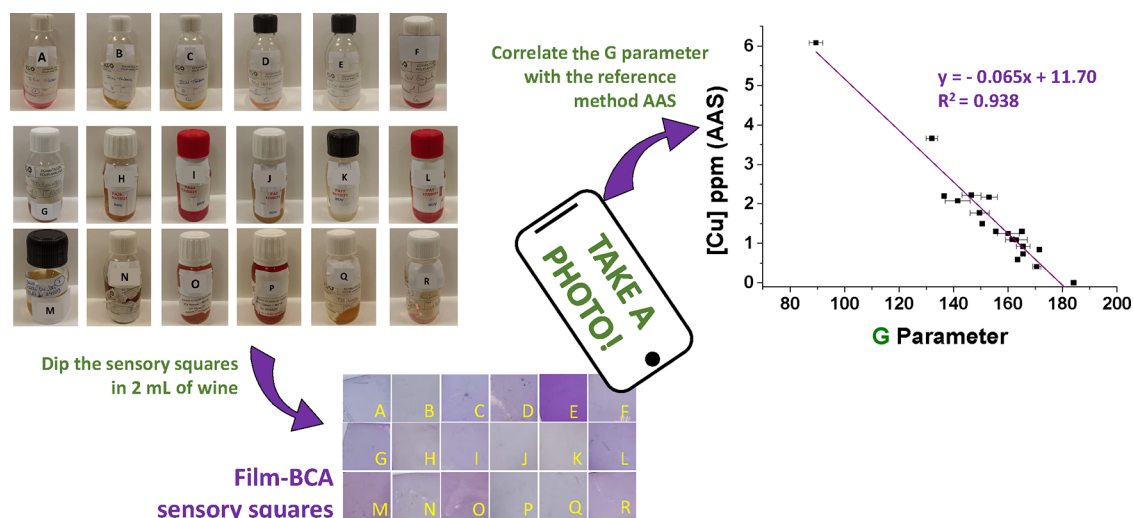 A
B
C
D
E
F
G
H
I
J
K
L
M
N
O
P
Q
R
Dip the sensory squares
in 2 mL of wine
Film-BCA
sensory squares
A B C D E F
G H I J K L
M N O P Q R
TAKE A
PHOTO!
Correlate the G parameter
with the reference
method AAS
[Cu] ppm (AAS)
6
5
4
3
2
1
0
y = - 0.065x + 11.70
R² = 0.938
80 100 120 140 160 180 200
G Parameter